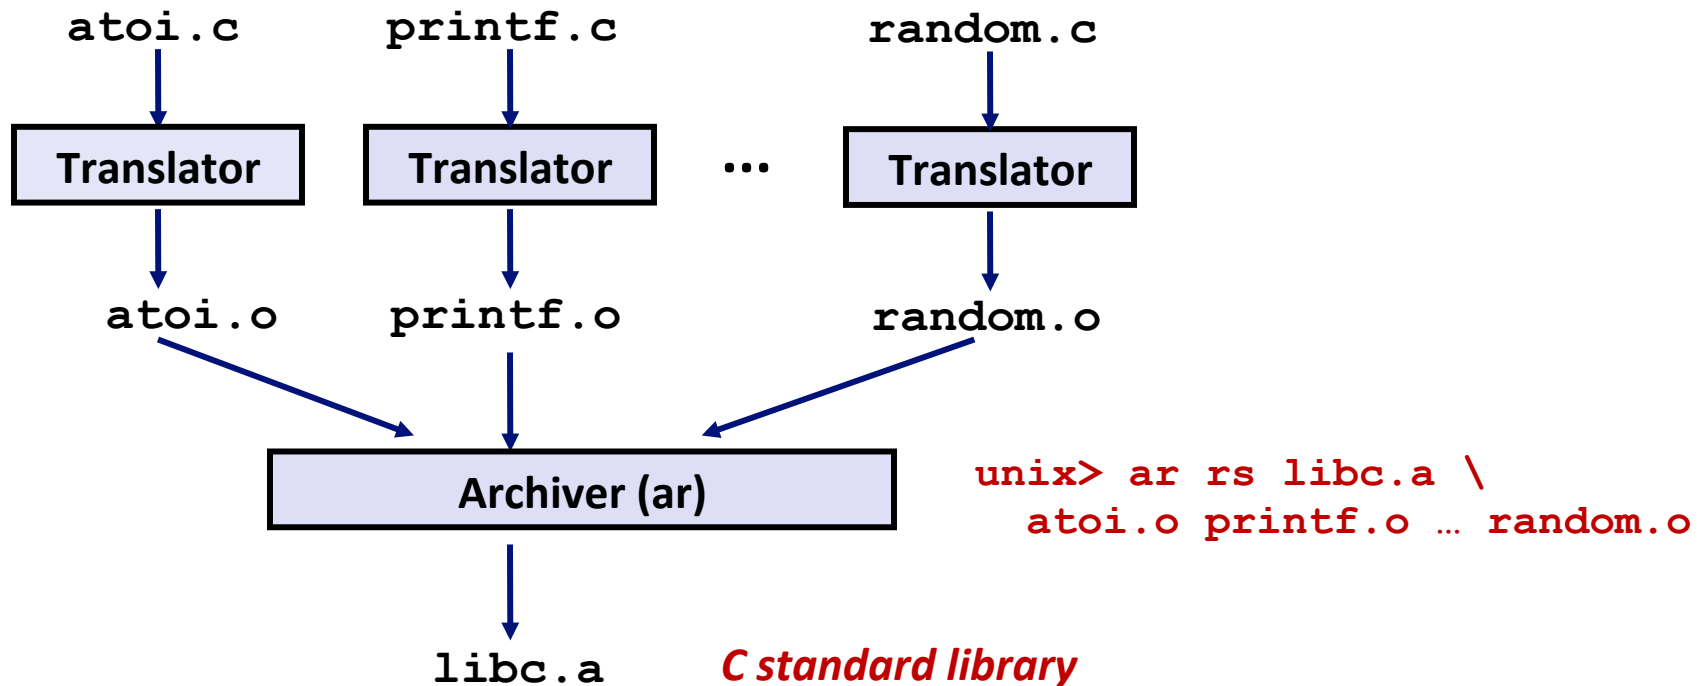 atoi.c printf.c random.c
Translator Translator ... Translator
atoi.o printf.o random.o
Archiver (ar)
unix> ar rs libc.a \
atoi.o printf.o … random.o
libc.a C standard library